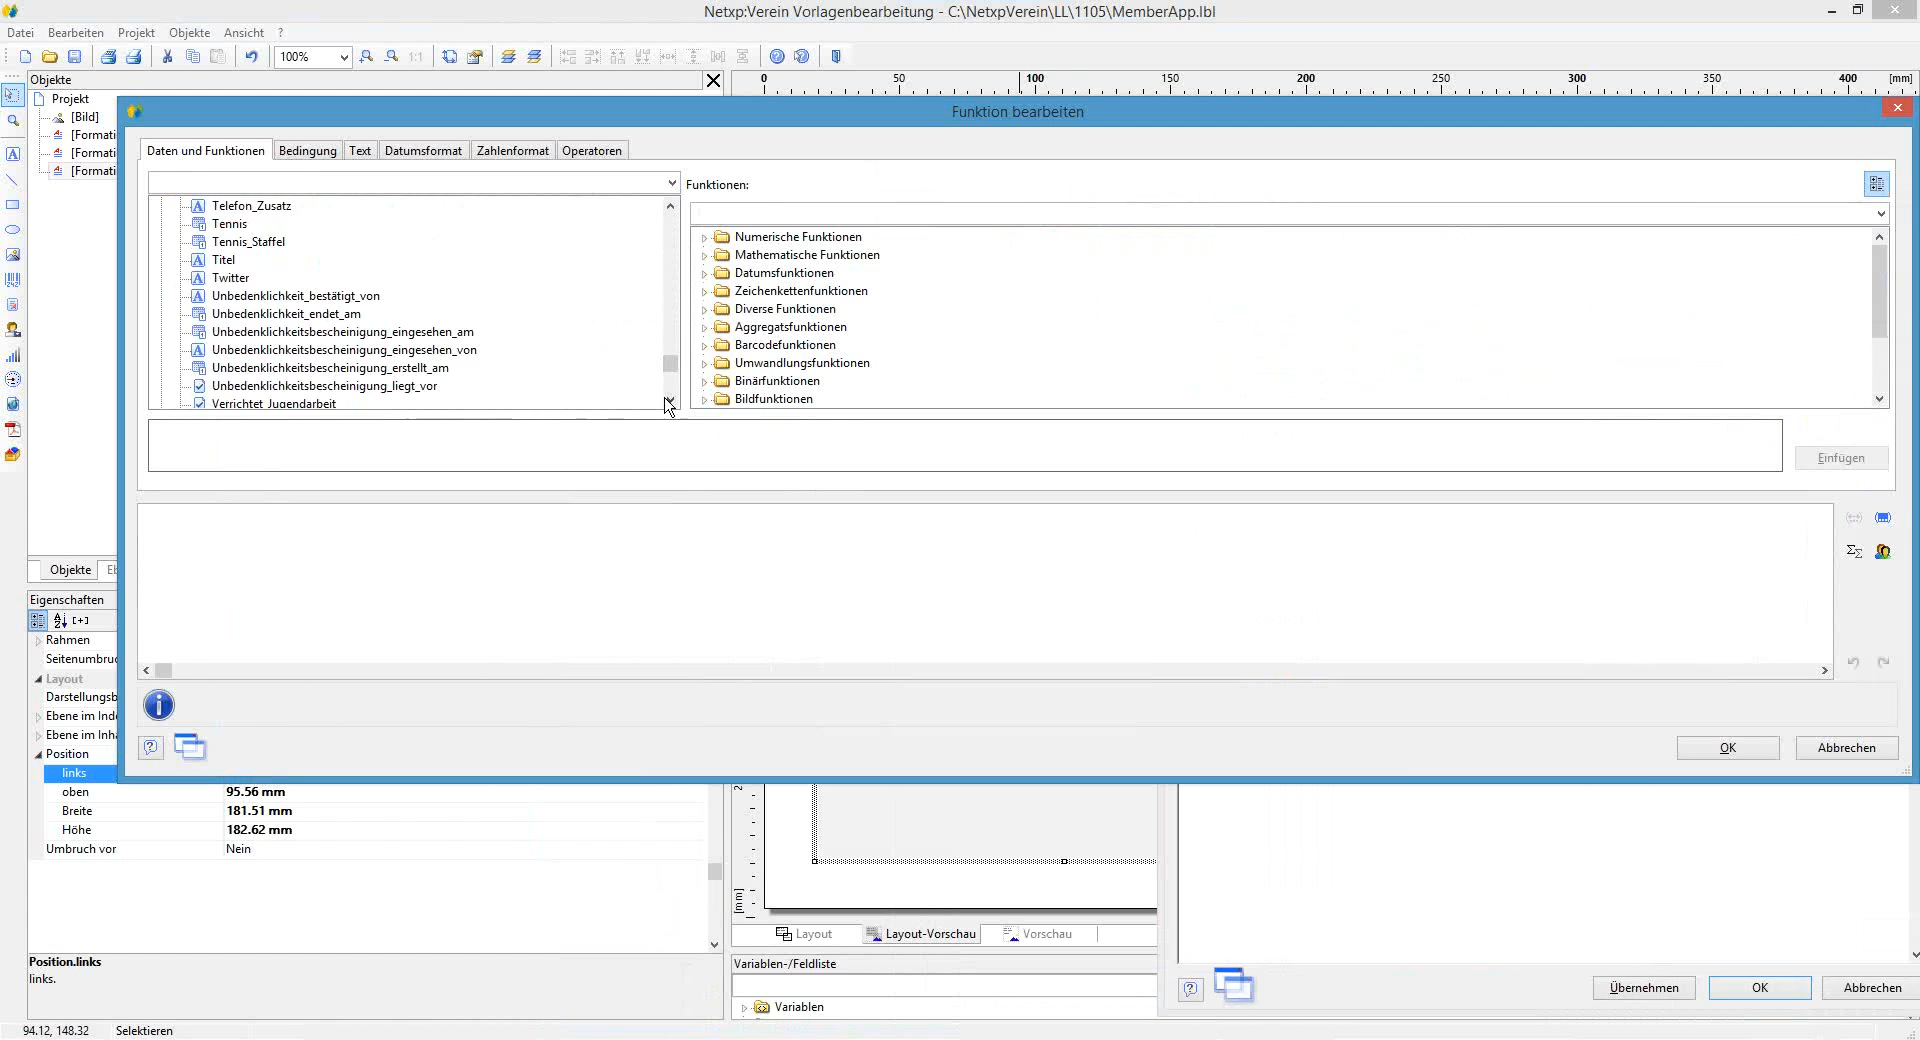 Netxp:Verein Vorlagenbearbeitung - C:\NetxpVerein\LL\1105\MemberApp.lbl
Datei Bearbeiten Projekt Objekte Ansicht ?
100% 1:1
Objekte
0 50 100 150 200 250 300 350 400 [mm]
Projekt
[Bild]
[Formati
[Formati
[Formati
Funktion bearbeiten
Daten und Funktionen Bedingung Text Datumsformat Zahlenformat Operatoren
Funktionen:
Telefon_Zusatz
Tennis
Tennis_Staffel
Titel
Twitter
Unbedenklichkeit_bestätigt_von
Unbedenklichkeit_endet_am
Unbedenklichkeitsbescheinigung_eingesehen_am
Unbedenklichkeitsbescheinigung_eingesehen_von
Unbedenklichkeitsbescheinigung_erstellt_am
Unbedenklichkeitsbescheinigung_liegt_vor
Verrichtet_Jugendarbeit
Numerische Funktionen
Mathematische Funktionen
Datumsfunktionen
Zeichenkettenfunktionen
Diverse Funktionen
Aggregatsfunktionen
Barcodefunktionen
Umwandlungsfunktionen
Binärfunktionen
Bildfunktionen
Einfügen
OK Abbrechen
Objekte Eb
Eigenschaften
Rahmen
Seitenumbruc
Layout
Darstellungsb
Ebene im Ind
Ebene im Inha
Position
links
oben 95.56 mm
Breite 181.51 mm
Höhe 182.62 mm
Umbruch vor Nein
Position.links
links.
[mm]
Layout Layout-Vorschau Vorschau
Variablen-/Feldliste
Variablen
Übernehmen OK Abbrechen
94.12, 148.32 Selektieren